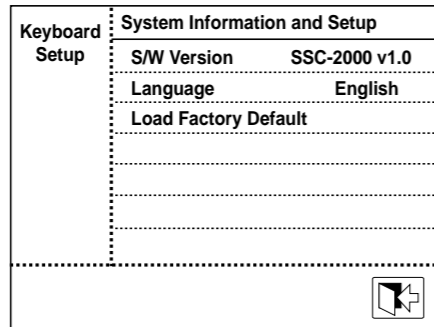 Keyboard
Setup
System Information and Setup
S/W Version SSC-2000 v1.0
Language English
Load Factory Default